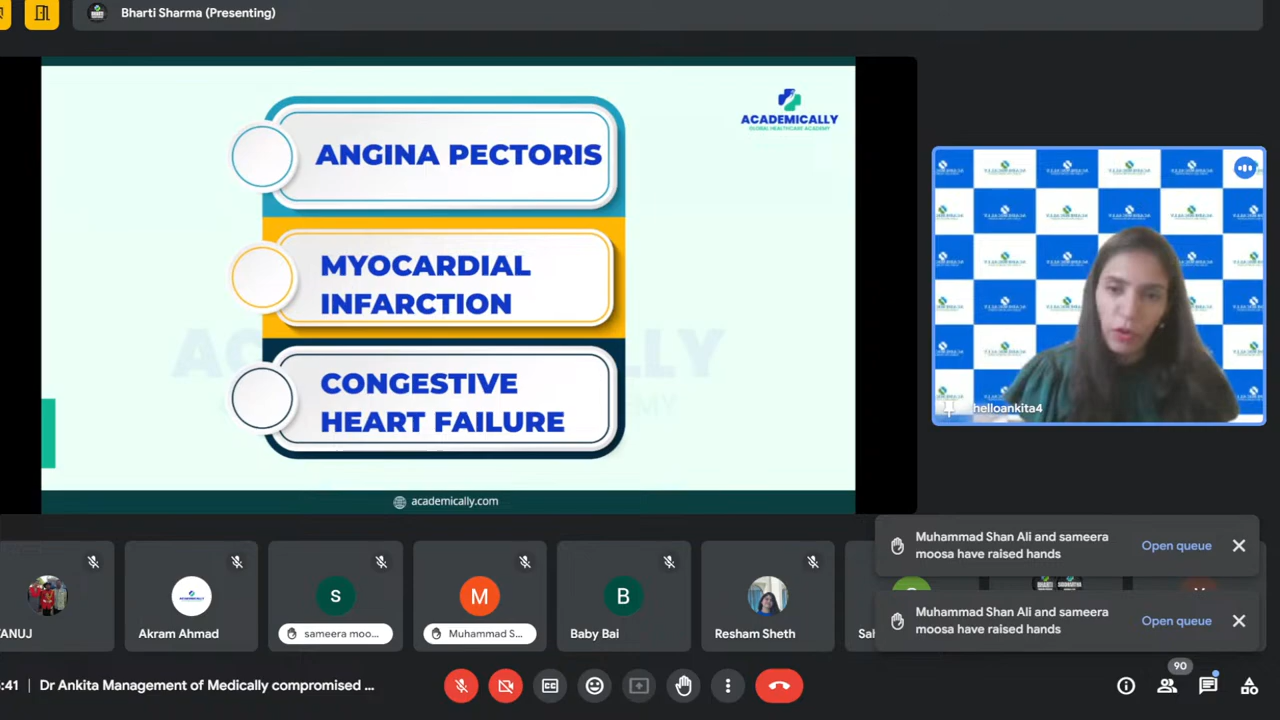 Bharti Sharma (Presenting)
ACADEMICALLY
GLOBAL HEALTHCARE ACADEMY
ANGINA PECTORIS
MYOCARDIAL
INFARCTION
CONGESTIVE
HEART FAILURE
academically.com
helloankita4
Muhammad Shan Ali and sameera
moosa have raised hands
Open queue
Muhammad Shan Ali and sameera
moosa have raised hands
Open queue
ANUJ
Akram Ahmad
s
sameera moo...
M
Muhammad S...
B
Baby Bai
Resham Sheth
Sal
:41 | Dr Ankita Management of Medically compromised ...
90